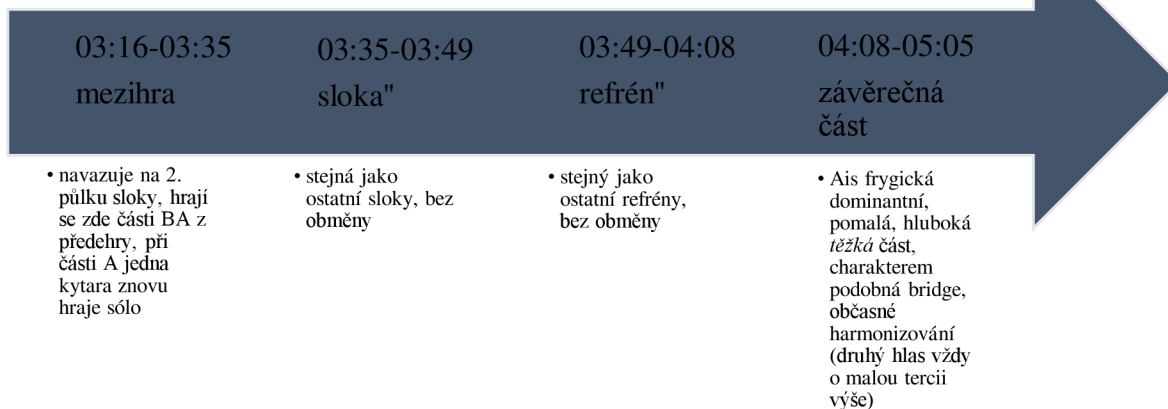 03:16-03:35
mezihra
• navazuje na 2.
půlku sloky, hrají
se zde části BA z
předehry, při
části A jedna
kytara znovu
hraje sólo
03:35-03:49
sloka"
• stejná jako
ostatní sloky, bez
obměny
03:49-04:08
refrén"
• stejný jako
ostatní refrény,
bez obměny
04:08-05:05
závěrečná
část
• Ais frygická
dominantní,
pomalá, hluboká
těžká část,
charakterem
podobná bridge,
občasné
harmonizování
(druhý hlas vždy
o malou tercii
výše)